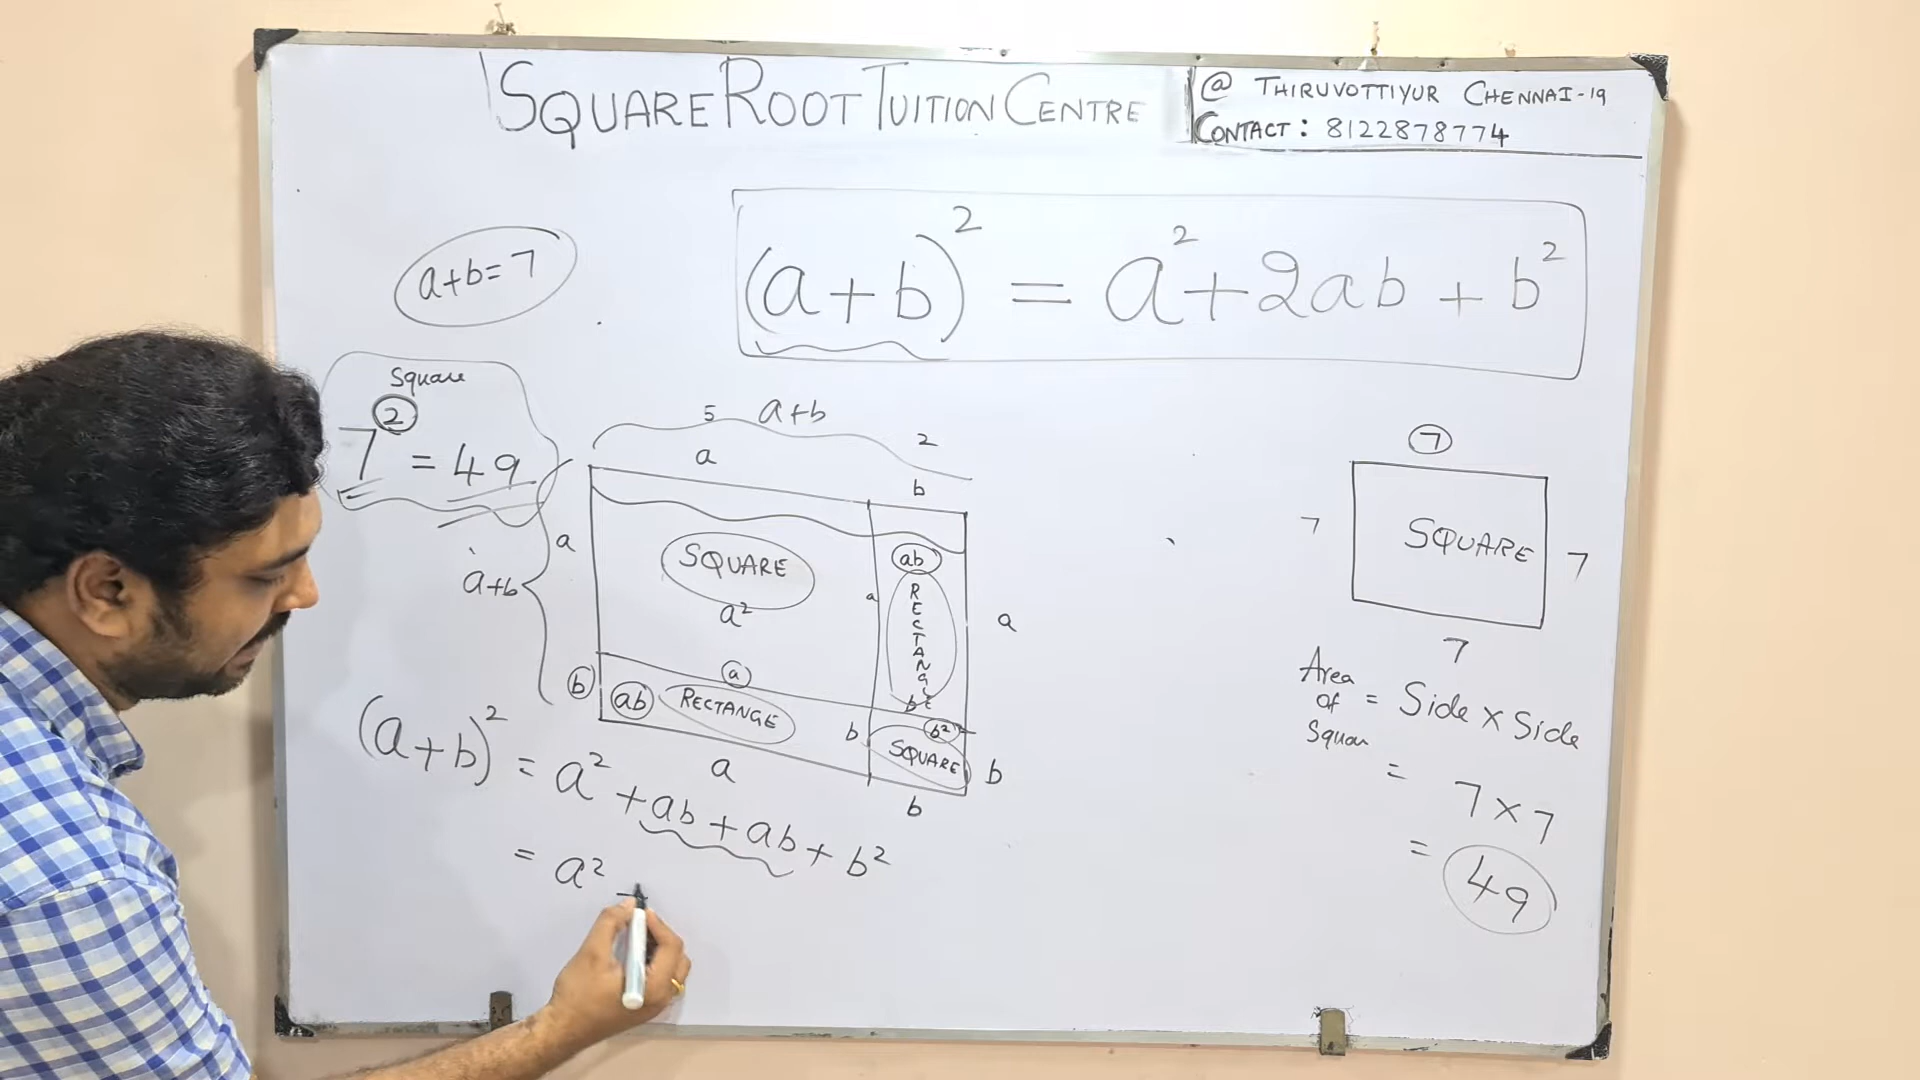 SQUARE ROOT TUITION CENTRE
@ THIRUVOTTIYUR CHENNAI-19
CONTACT: 8122878774
(a+b)² = a²+2ab+b²
a+b=7
Square
7² = 49
5 a+b 2
a b
a SQUARE ab
a+b a² a RECTANGLE a
b ab a RECTANGE b
b SQUARE b² b
a b
(a+b)² = a²+ab+ab+b²
= a² +
7
7 SQUARE 7
7
Area of Squar = Side × Side
= 7×7
= 49